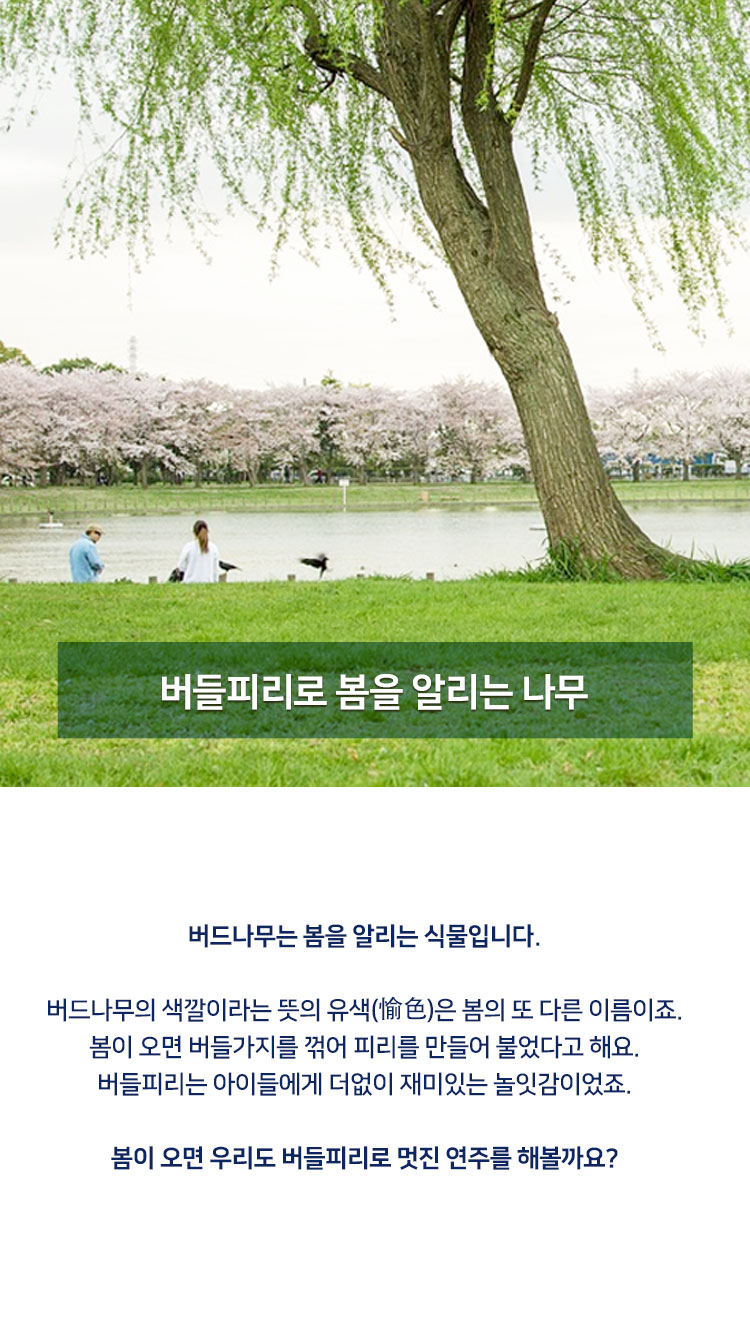 버들피리로 봄을 알리는 나무
버드나무는 봄을 알리는 식물입니다.
버드나무의 색깔이라는 뜻의 유색(愉色)은 봄의 또 다른 이름이죠.
봄이 오면 버들가지를 꺾어 피리를 만들어 불었다고 해요.
버들피리는 아이들에게 더없이 재미있는 놀잇감이었죠.
봄이 오면 우리도 버들피리로 멋진 연주를 해볼까요?